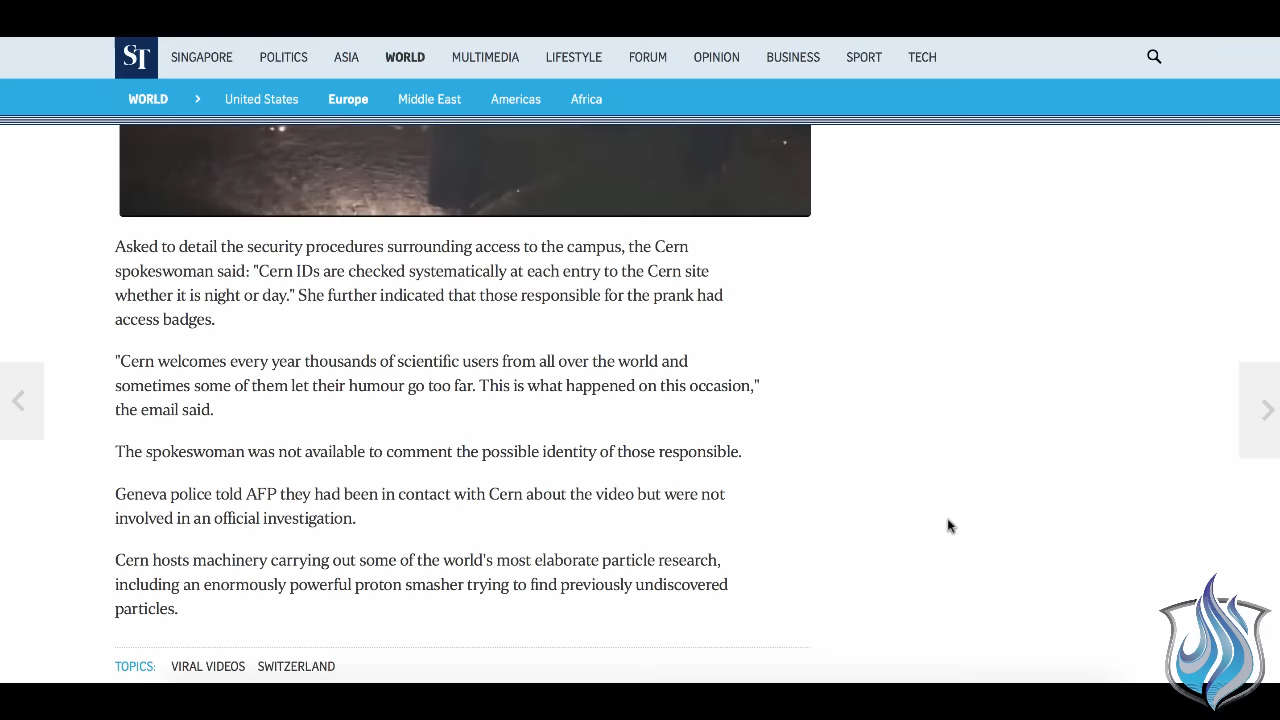 ST SINGAPORE POLITICS ASIA WORLD MULTIMEDIA LIFESTYLE FORUM OPINION BUSINESS SPORT TECH
WORLD > United States Europe Middle East Americas Africa
Asked to detail the security procedures surrounding access to the campus, the Cern
spokeswoman said: "Cern IDs are checked systematically at each entry to the Cern site
whether it is night or day." She further indicated that those responsible for the prank had
access badges.
"Cern welcomes every year thousands of scientific users from all over the world and
sometimes some of them let their humour go too far. This is what happened on this occasion,"
the email said.
The spokeswoman was not available to comment the possible identity of those responsible.
Geneva police told AFP they had been in contact with Cern about the video but were not
involved in an official investigation.
Cern hosts machinery carrying out some of the world's most elaborate particle research,
including an enormously powerful proton smasher trying to find previously undiscovered
particles.
TOPICS: VIRAL VIDEOS SWITZERLAND